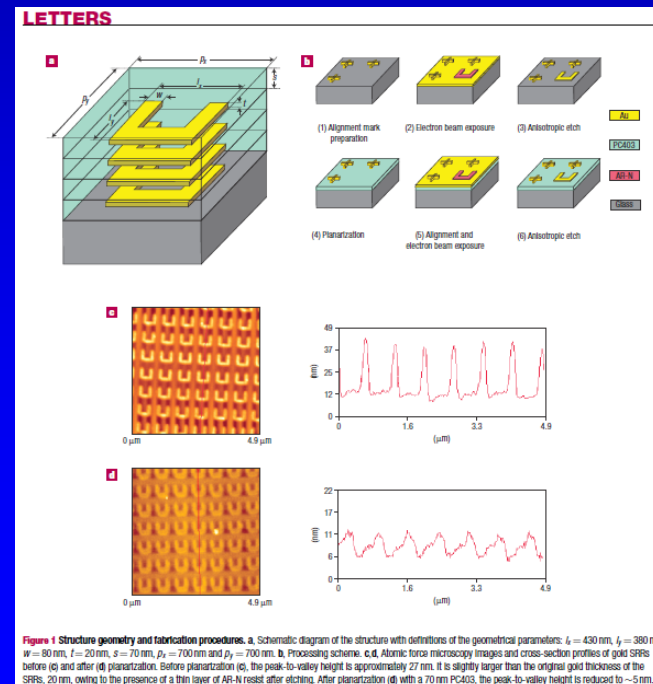 LETTERS
a
b
pₓ
lₓ
s
w
t
p_y
l_y
(1) Alignment mark
preparation
(2) Electron beam exposure
(3) Anisotropic etch
Au
PC403
AR-N
Glass
(4) Planarization
(5) Alignment and
electron beam exposure
(6) Anisotropic etch
c
49
37
25
12
0
(nm)
0
1.6
3.3
4.9
(μm)
0 μm
4.9 μm
d
22
17
11
6
0
(nm)
0
1.6
3.3
4.9
(μm)
0 μm
4.9 μm
Figure 1 Structure geometry and fabrication procedures. a, Schematic diagram of the structure with definitions of the geometrical parameters: lₓ = 430 nm, l_y = 380 n
w = 80 nm, t = 20 nm, s = 70 nm, pₓ = 700 nm and p_y = 700 nm. b, Processing scheme. c,d, Atomic force microscopy images and cross-section profiles of gold SRRs
before (c) and after (d) planarization. Before planarization (c), the peak-to-valley height is approximately 27 nm. It is slightly larger than the original gold thickness of the
SRRs, 20 nm, owing to the presence of a thin layer of AR-N resist after etching. After planarization (d) with a 70 nm PC403, the peak-to-valley height is reduced to ~5 nm.